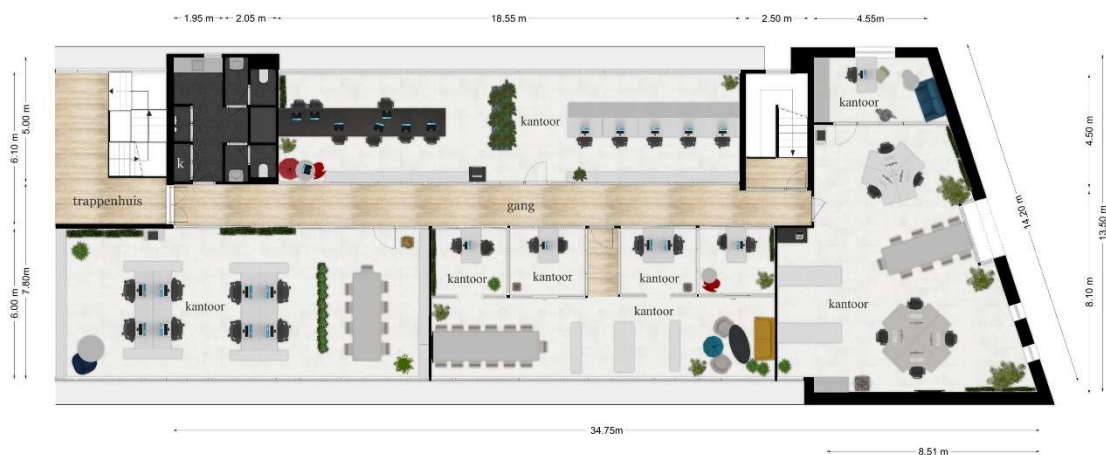 1.95 m
2.05 m
18.55 m
2.50 m
4.55m
5.00 m
6.10 m
6.00 m
7.80m
kantoor
kantoor
k
trappenhuis
gang
kantoor
kantoor
kantoor
kantoor
kantoor
kantoor
14.20 m
4.50 m
13.50 m
8.10 m
34.75m
8.51 m